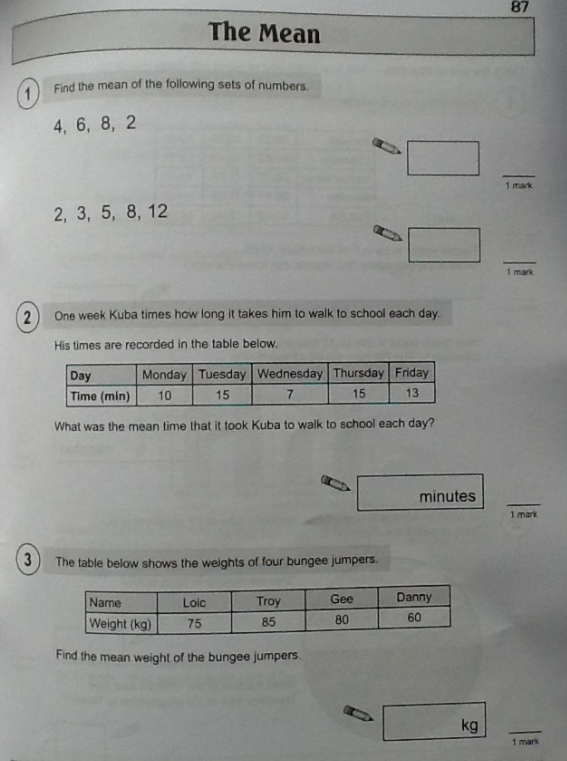 87
The Mean
1 Find the mean of the following sets of numbers.
4, 6, 8, 2
1 mark
2, 3, 5, 8, 12
1 mark
2 One week Kuba times how long it takes him to walk to school each day.
His times are recorded in the table below.
Day Monday Tuesday Wednesday Thursday Friday
Time (min) 10 15 7 15 13
What was the mean time that it took Kuba to walk to school each day?
minutes
1 mark
3 The table below shows the weights of four bungee jumpers.
Name Loic Troy Gee Danny
Weight (kg) 75 85 80 60
Find the mean weight of the bungee jumpers.
kg
1 mark